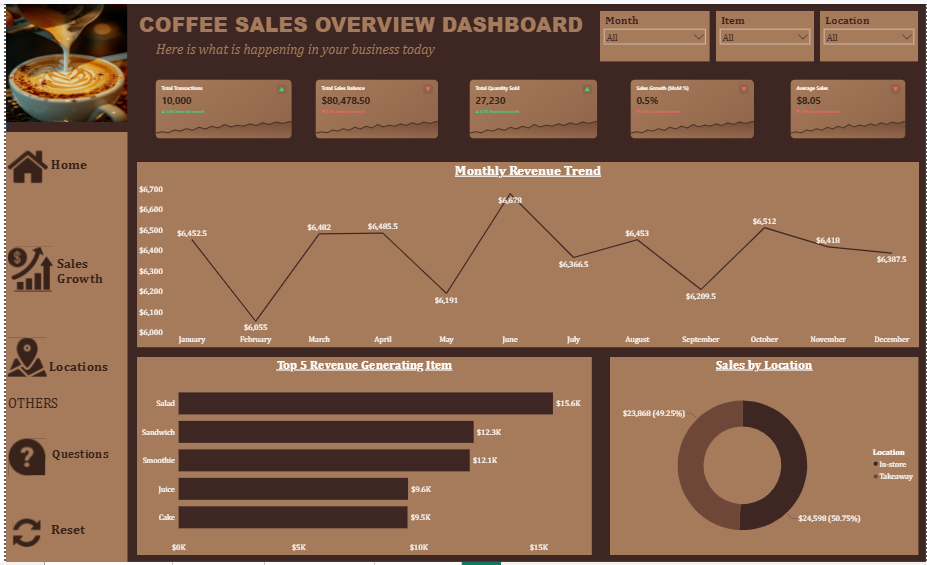 COFFEE SALES OVERVIEW DASHBOARD
Here is what is happening in your business today
Month
All
Item
All
Location
All
Total Transactions
10,000
Total Sales Balance
$80,478.50
Total Quantity Sold
27,230
Sales Growth (MoM %)
0.5%
Average Sales
$8.05
Home
Sales
Growth
Locations
OTHERS
Questions
Reset
Monthly Revenue Trend
$6,700
$6,600
$6,500
$6,400
$6,300
$6,200
$6,100
$6,000
$6,452.5
$6,055
$6,482
$6,485.5
$6,191
$6,678
$6,366.5
$6,453
$6,209.5
$6,512
$6,418
$6,387.5
January
February
March
April
May
June
July
August
September
October
November
December
Top 5 Revenue Generating Item
Salad
$15.6K
Sandwich
$12.3K
Smoothie
$12.1K
Juice
$9.6K
Cake
$9.5K
$0K
$5K
$10K
$15K
Sales by Location
$23,868 (49.25%)
$24,598 (50.75%)
Location
In-store
Takeaway